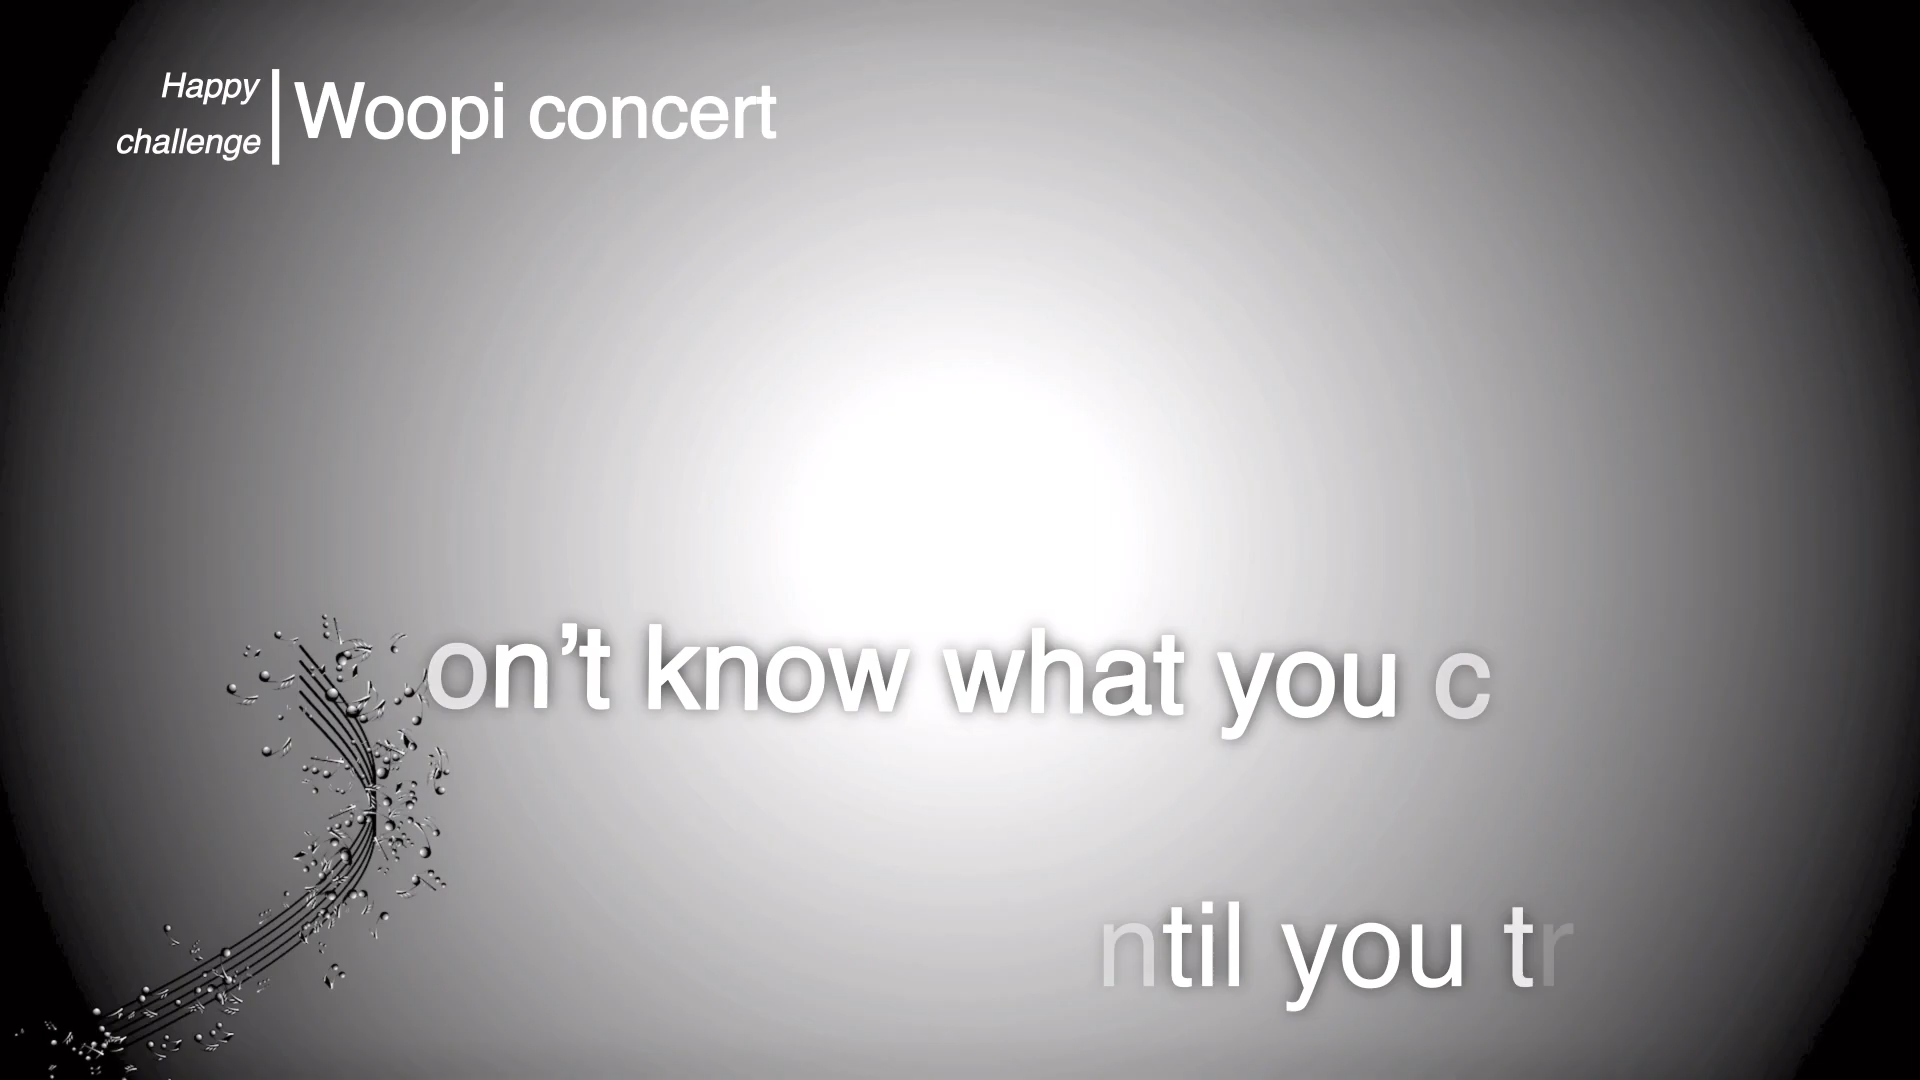 Happy
challenge
Woopi concert
on’t know what you c
ntil you tr